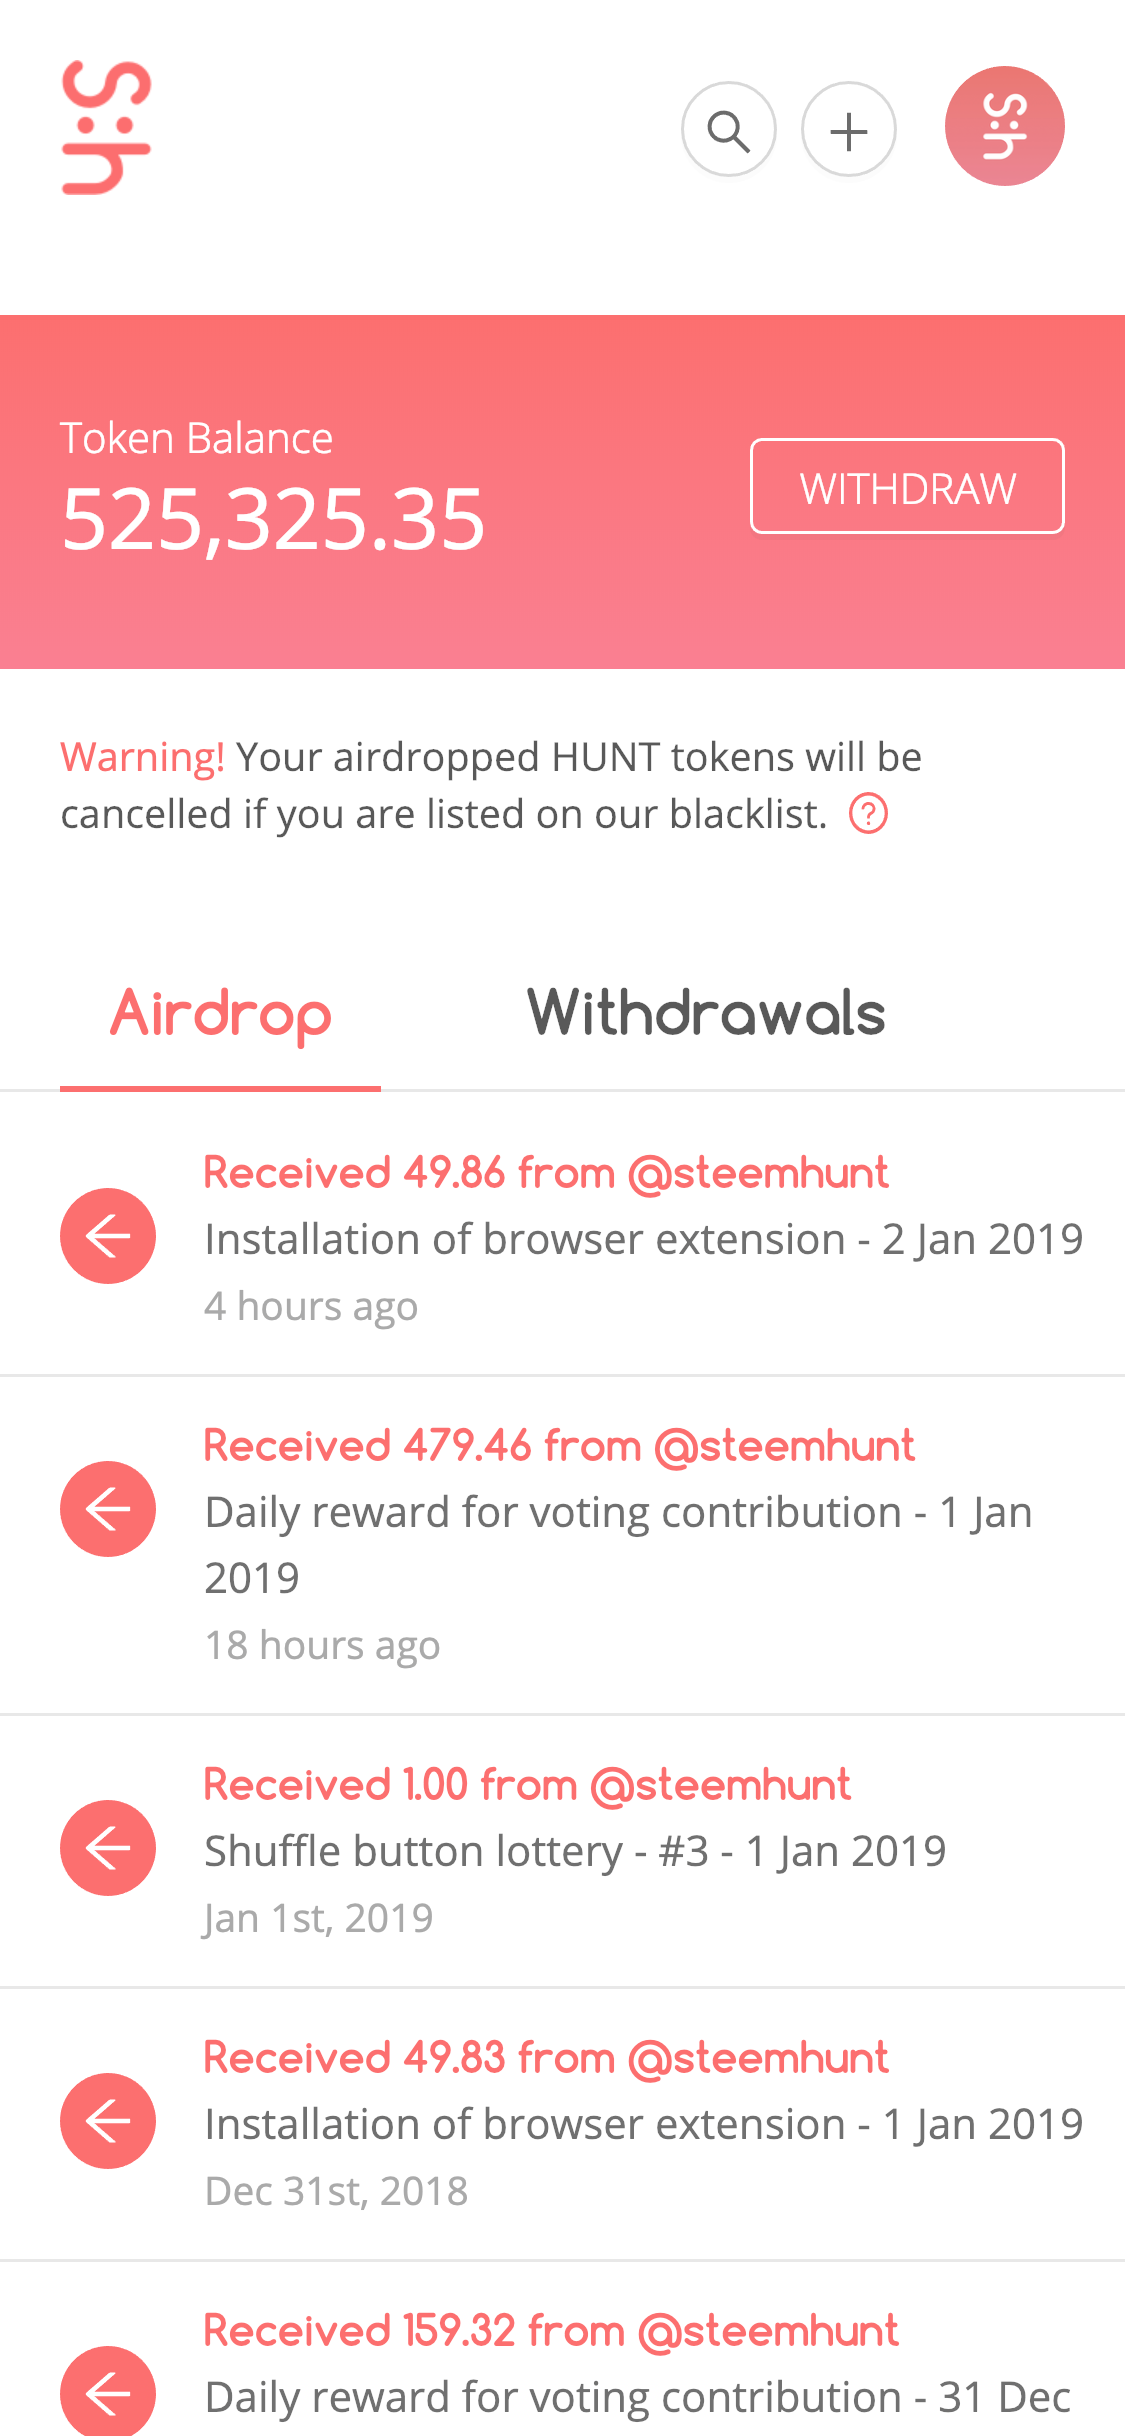 S:h
S:h
Token Balance
525,325.35
WITHDRAW
Warning! Your airdropped HUNT tokens will be
cancelled if you are listed on our blacklist. ?
Airdrop Withdrawals
Received 49.86 from @steemhunt
Installation of browser extension - 2 Jan 2019
4 hours ago
Received 479.46 from @steemhunt
Daily reward for voting contribution - 1 Jan
2019
18 hours ago
Received 1.00 from @steemhunt
Shuffle button lottery - #3 - 1 Jan 2019
Jan 1st, 2019
Received 49.83 from @steemhunt
Installation of browser extension - 1 Jan 2019
Dec 31st, 2018
Received 159.32 from @steemhunt
Daily reward for voting contribution - 31 Dec